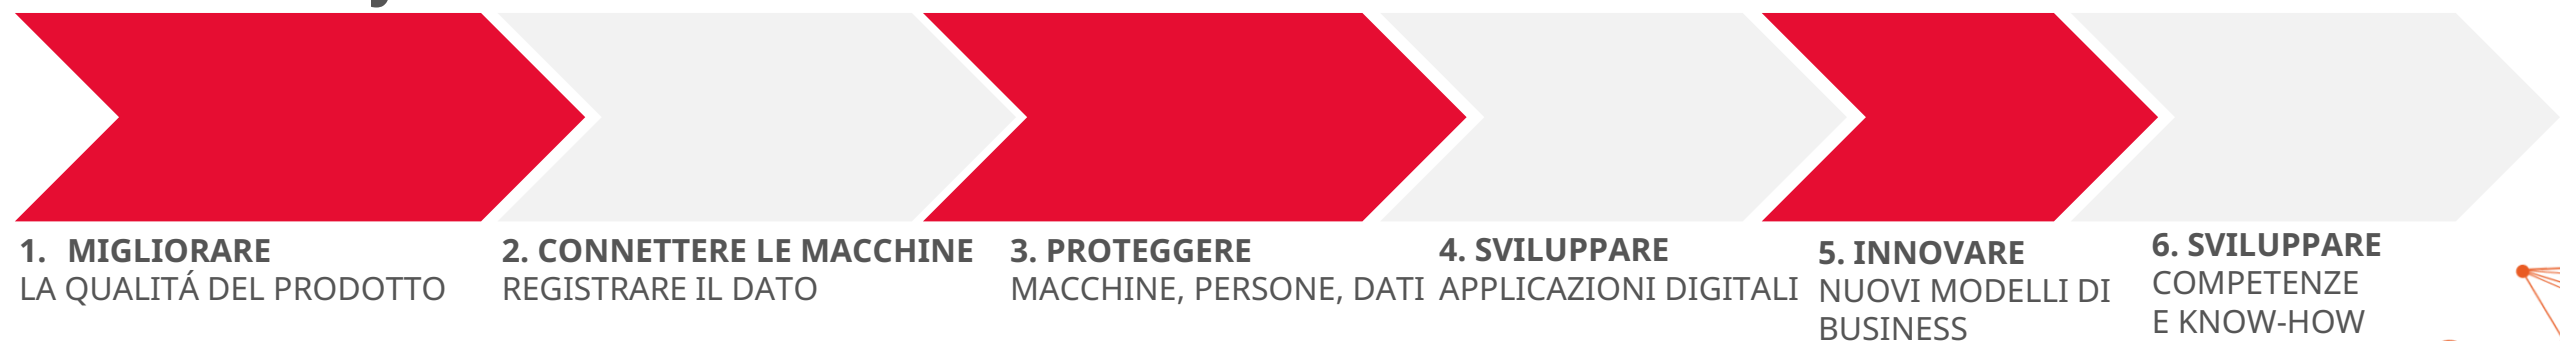 1. MIGLIORARE
LA QUALITÁ DEL PRODOTTO
2. CONNETTERE LE MACCHINE
REGISTRARE IL DATO
3. PROTEGGERE
MACCHINE, PERSONE, DATI
4. SVILUPPARE
APPLICAZIONI DIGITALI
5. INNOVARE
NUOVI MODELLI DI
BUSINESS
6. SVILUPPARE
COMPETENZE
E KNOW-HOW